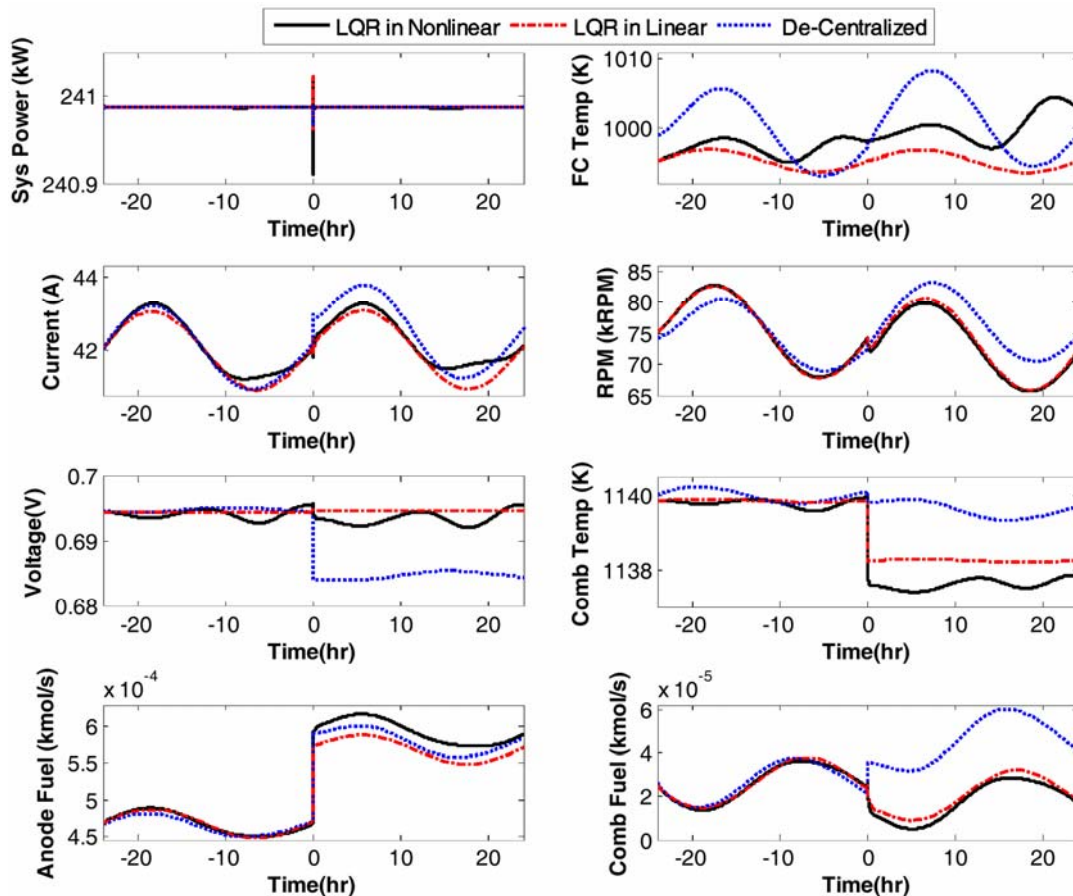 LQR in Nonlinear LQR in Linear De-Centralized
Sys Power (kW)
241
240.9
-20 -10 0 10 20
Time(hr)
FC Temp (K)
1010
1000
-20 -10 0 10 20
Time(hr)
Current (A)
44
42
-20 -10 0 10 20
Time(hr)
RPM (kRPM)
85
80
75
70
65
-20 -10 0 10 20
Time(hr)
Voltage(V)
0.7
0.69
0.68
-20 -10 0 10 20
Time(hr)
Comb Temp (K)
1140
1138
-20 -10 0 10 20
Time(hr)
Anode Fuel (kmol/s)
x 10^-4
6
5
4.5
-20 -10 0 10 20
Time(hr)
Comb Fuel (kmol/s)
x 10^-5
6
4
2
0
-20 -10 0 10 20
Time(hr)